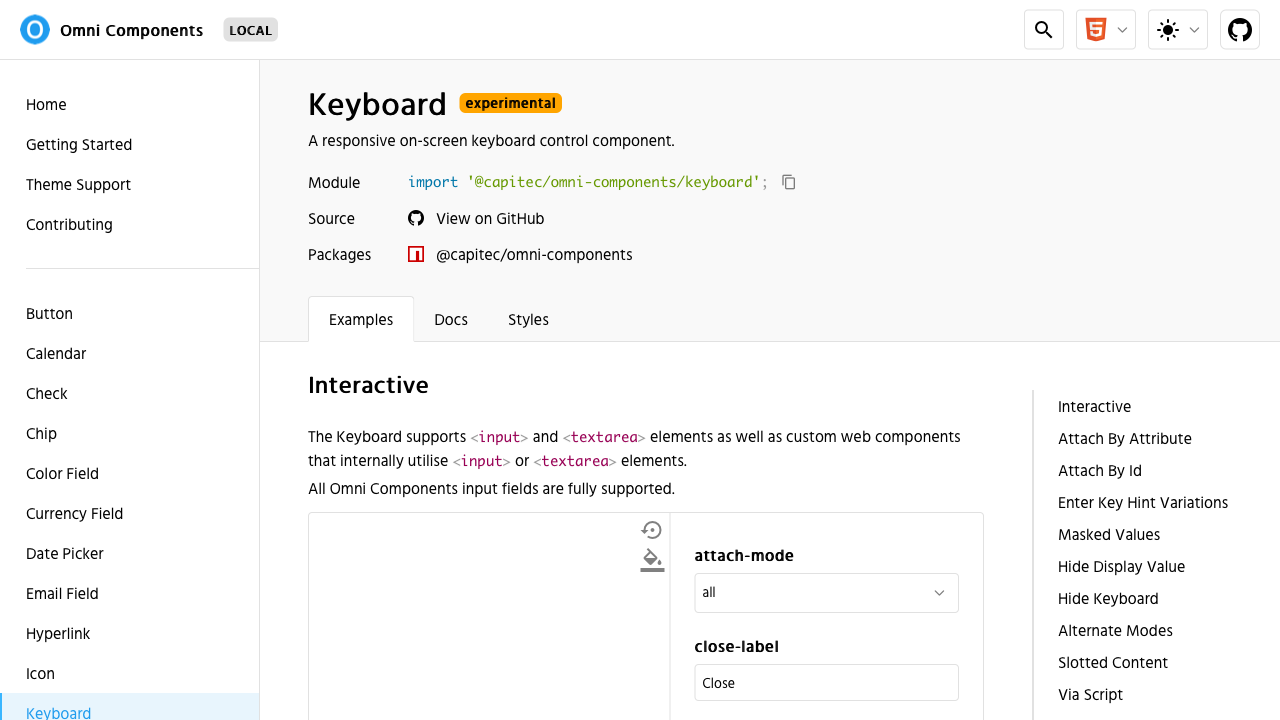 Omni Components LOCAL
Home
Getting Started
Theme Support
Contributing
Button
Calendar
Check
Chip
Color Field
Currency Field
Date Picker
Email Field
Hyperlink
Icon
Keyboard
Keyboard experimental
A responsive on-screen keyboard control component.
Module import '@capitec/omni-components/keyboard';
Source View on GitHub
Packages @capitec/omni-components
Examples Docs Styles
Interactive
The Keyboard supports <input> and <textarea> elements as well as custom web components
that internally utilise <input> or <textarea> elements.
All Omni Components input fields are fully supported.
attach-mode
all
close-label
Close
Interactive
Attach By Attribute
Attach By Id
Enter Key Hint Variations
Masked Values
Hide Display Value
Hide Keyboard
Alternate Modes
Slotted Content
Via Script